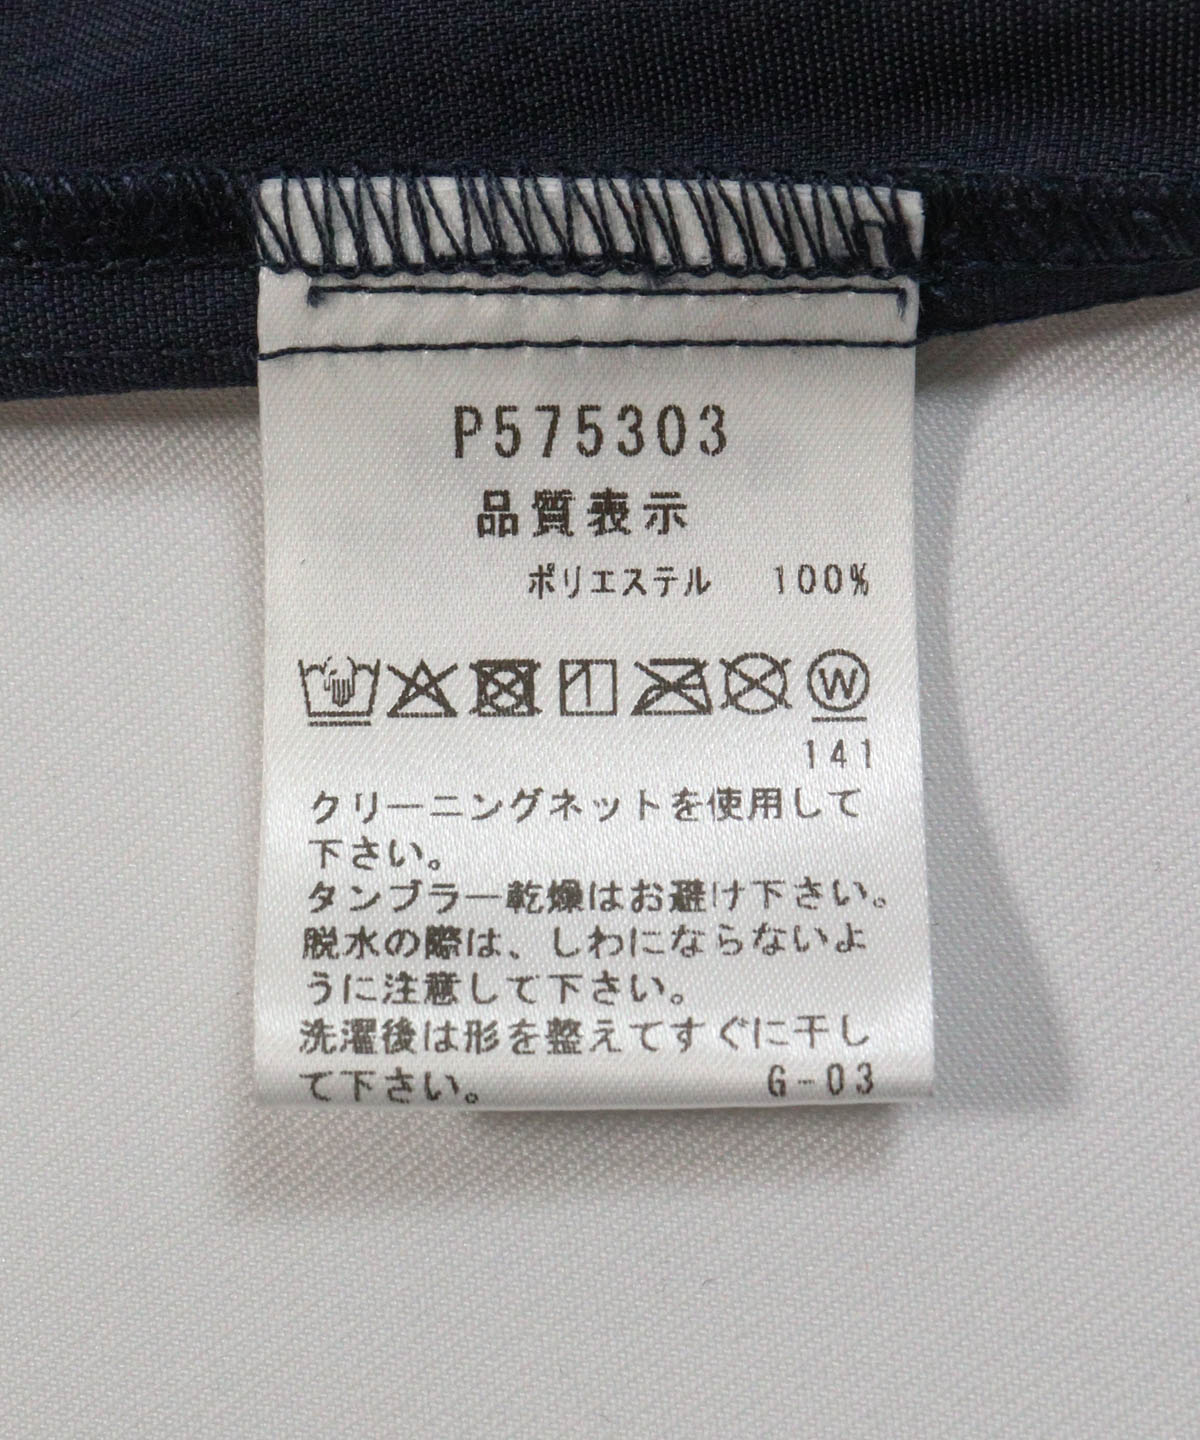 P575303
品質表示
ポリエステル 100%
W
141
クリーニングネットを使用して
下さい。
タンブラー乾燥はお避け下さい。
脱水の際は、しわにならないよ
うに注意して下さい。
洗濯後は形を整えてすぐに干し
て下さい。 G-03